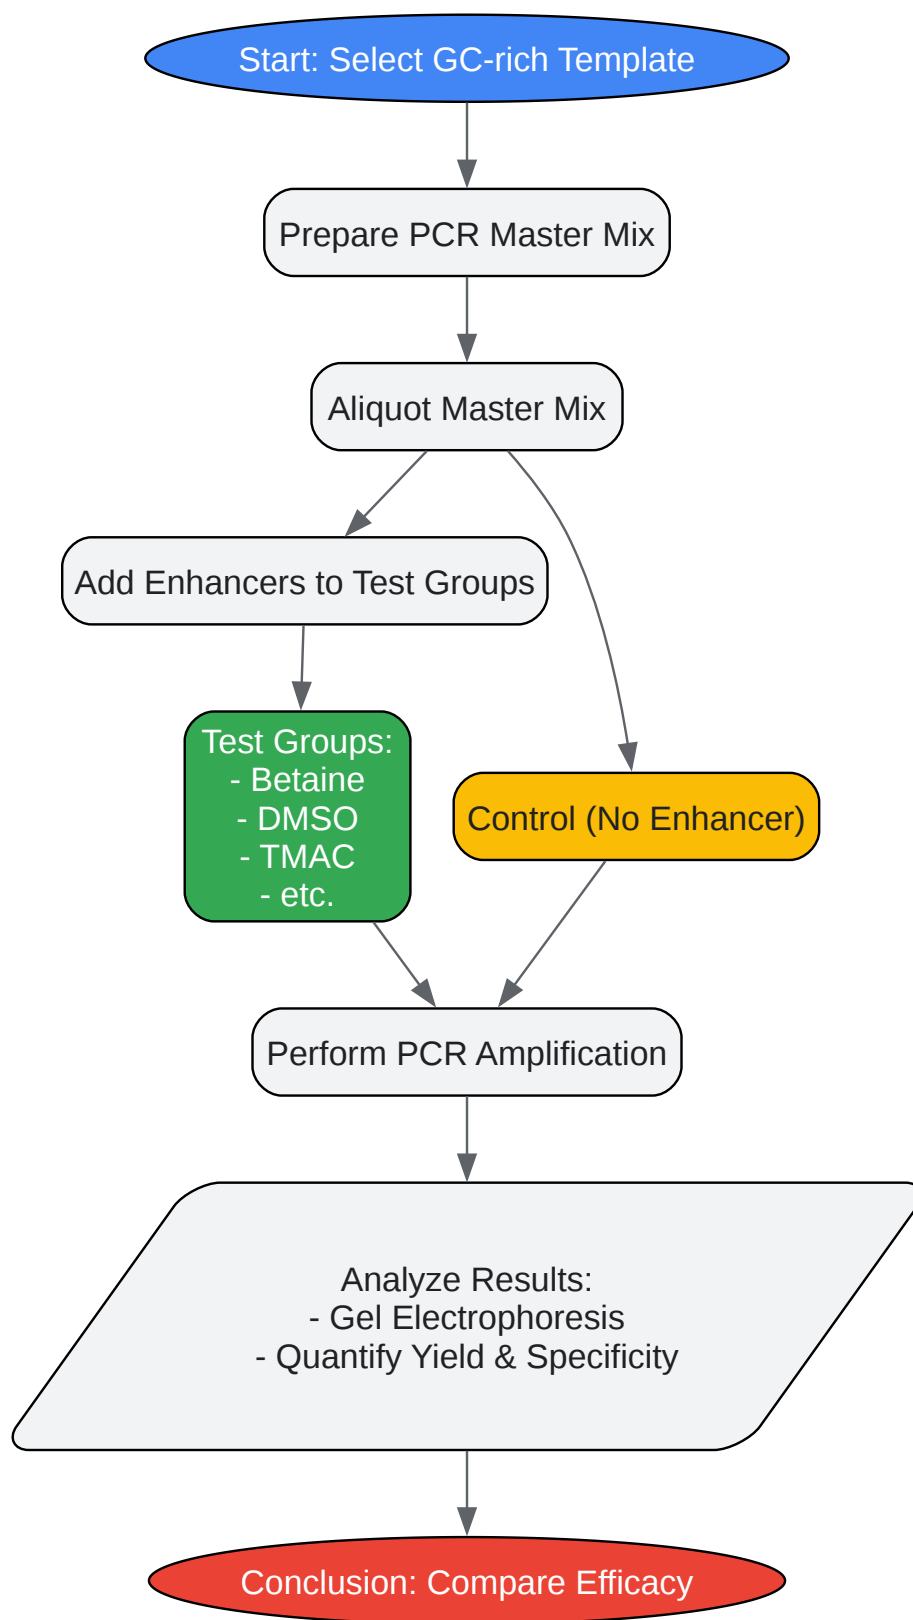 Start: Select GC-rich Template
Prepare PCR Master Mix
Aliquot Master Mix
Add Enhancers to Test Groups
Test Groups:
- Betaine
- DMSO
- TMAC
- etc.
Control (No Enhancer)
Perform PCR Amplification
Analyze Results:
- Gel Electrophoresis
- Quantify Yield & Specificity
Conclusion: Compare Efficacy